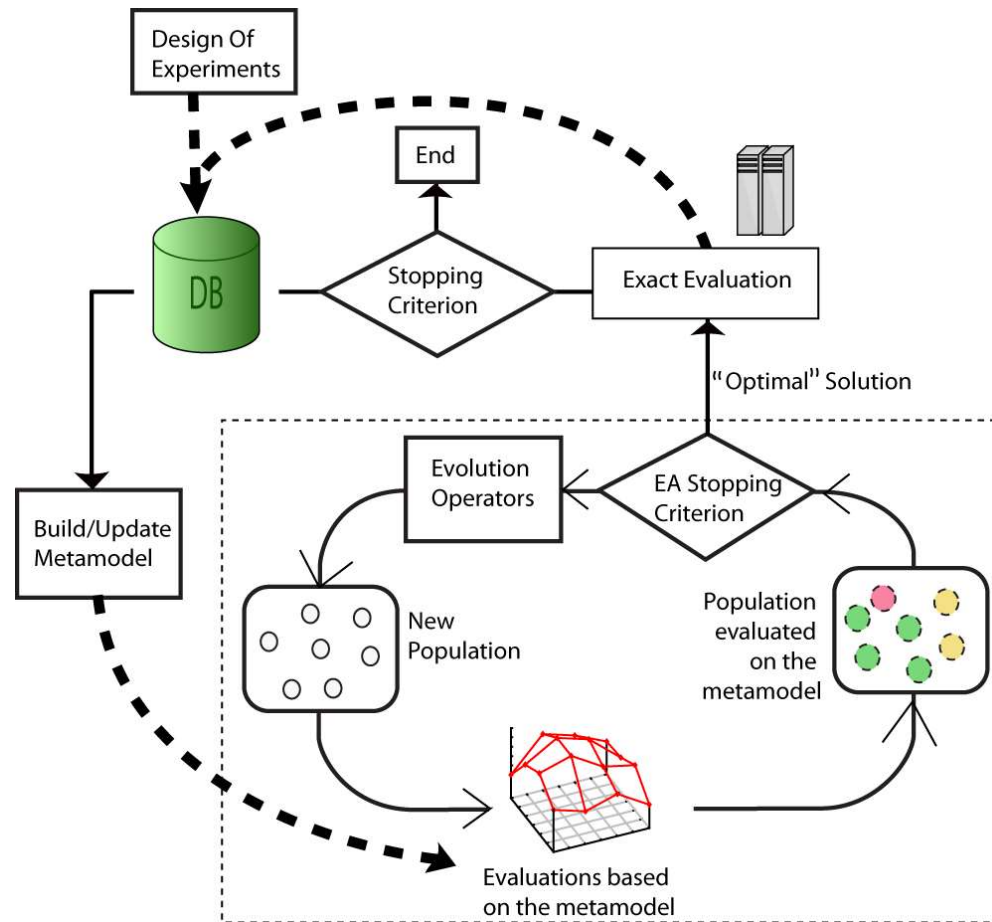 Design Of
Experiments
End
DB
Stopping
Criterion
Exact Evaluation
“Optimal” Solution
Evolution
Operators
EA Stopping
Criterion
Build/Update
Metamodel
New
Population
Population
evaluated
on the
metamodel
Evaluations based
on the metamodel